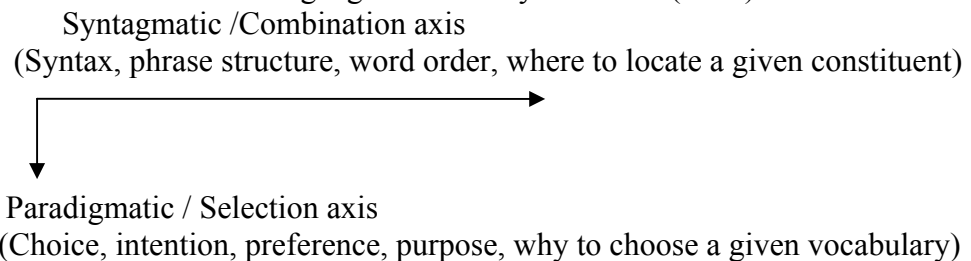 Syntagmatic /Combination axis
(Syntax, phrase structure, word order, where to locate a given constituent)
Paradigmatic / Selection axis
(Choice, intention, preference, purpose, why to choose a given vocabulary)